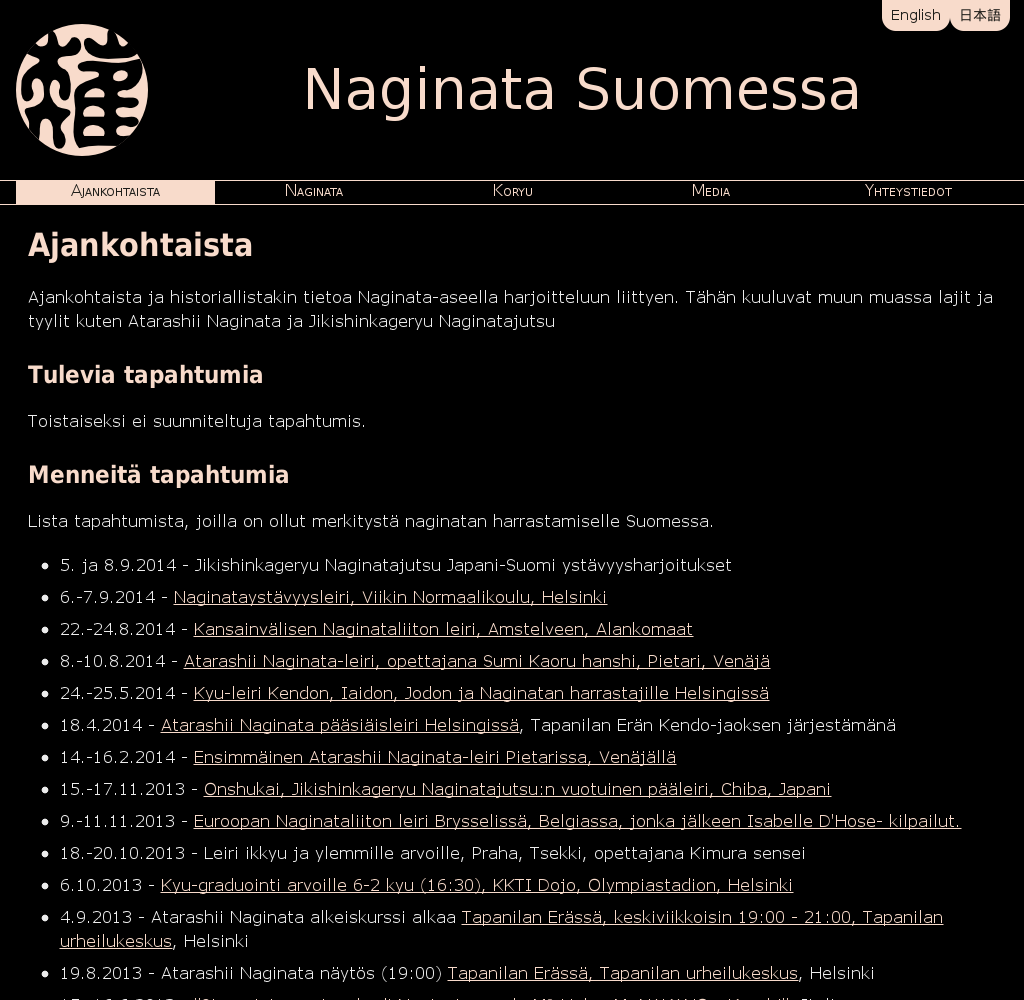 English 日本語
Naginata Suomessa
Ajankohtaista Naginata Koryu Media Yhteystiedot
Ajankohtaista
Ajankohtaista ja historiallistakin tietoa Naginata-aseella harjoitteluun liittyen. Tähän kuuluvat muun muassa lajit ja
tyylit kuten Atarashii Naginata ja Jikishinkageryu Naginatajutsu
Tulevia tapahtumia
Toistaiseksi ei suunniteltuja tapahtumis.
Menneitä tapahtumia
Lista tapahtumista, joilla on ollut merkitystä naginatan harrastamiselle Suomessa.
• 5. ja 8.9.2014 - Jikishinkageryu Naginatajutsu Japani-Suomi ystävyysharjoitukset
• 6.-7.9.2014 - Naginataystävyysleiri, Viikin Normaalikoulu, Helsinki
• 22.-24.8.2014 - Kansainvälisen Naginataliiton leiri, Amstelveen, Alankomaat
• 8.-10.8.2014 - Atarashii Naginata-leiri, opettajana Sumi Kaoru hanshi, Pietari, Venäjä
• 24.-25.5.2014 - Kyu-leiri Kendon, Iaidon, Jodon ja Naginatan harrastajille Helsingissä
• 18.4.2014 - Atarashii Naginata pääsiäisleiri Helsingissä, Tapanilan Erän Kendo-jaoksen järjestämänä
• 14.-16.2.2014 - Ensimmäinen Atarashii Naginata-leiri Pietarissa, Venäjällä
• 15.-17.11.2013 - Onshukai, Jikishinkageryu Naginatajutsu:n vuotuinen pääleiri, Chiba, Japani
• 9.-11.11.2013 - Euroopan Naginataliiton leiri Brysselissä, Belgiassa, jonka jälkeen Isabelle D'Hose- kilpailut.
• 18.-20.10.2013 - Leiri ikkyu ja ylemmille arvoille, Praha, Tsekki, opettajana Kimura sensei
• 6.10.2013 - Kyu-graduointi arvoille 6-2 kyu (16:30), KKTI Dojo, Olympiastadion, Helsinki
• 4.9.2013 - Atarashii Naginata alkeiskurssi alkaa Tapanilan Erässä, keskiviikkoisin 19:00 - 21:00, Tapanilan
urheilukeskus, Helsinki
• 19.8.2013 - Atarashii Naginata näytös (19:00) Tapanilan Erässä, Tapanilan urheilukeskus, Helsinki